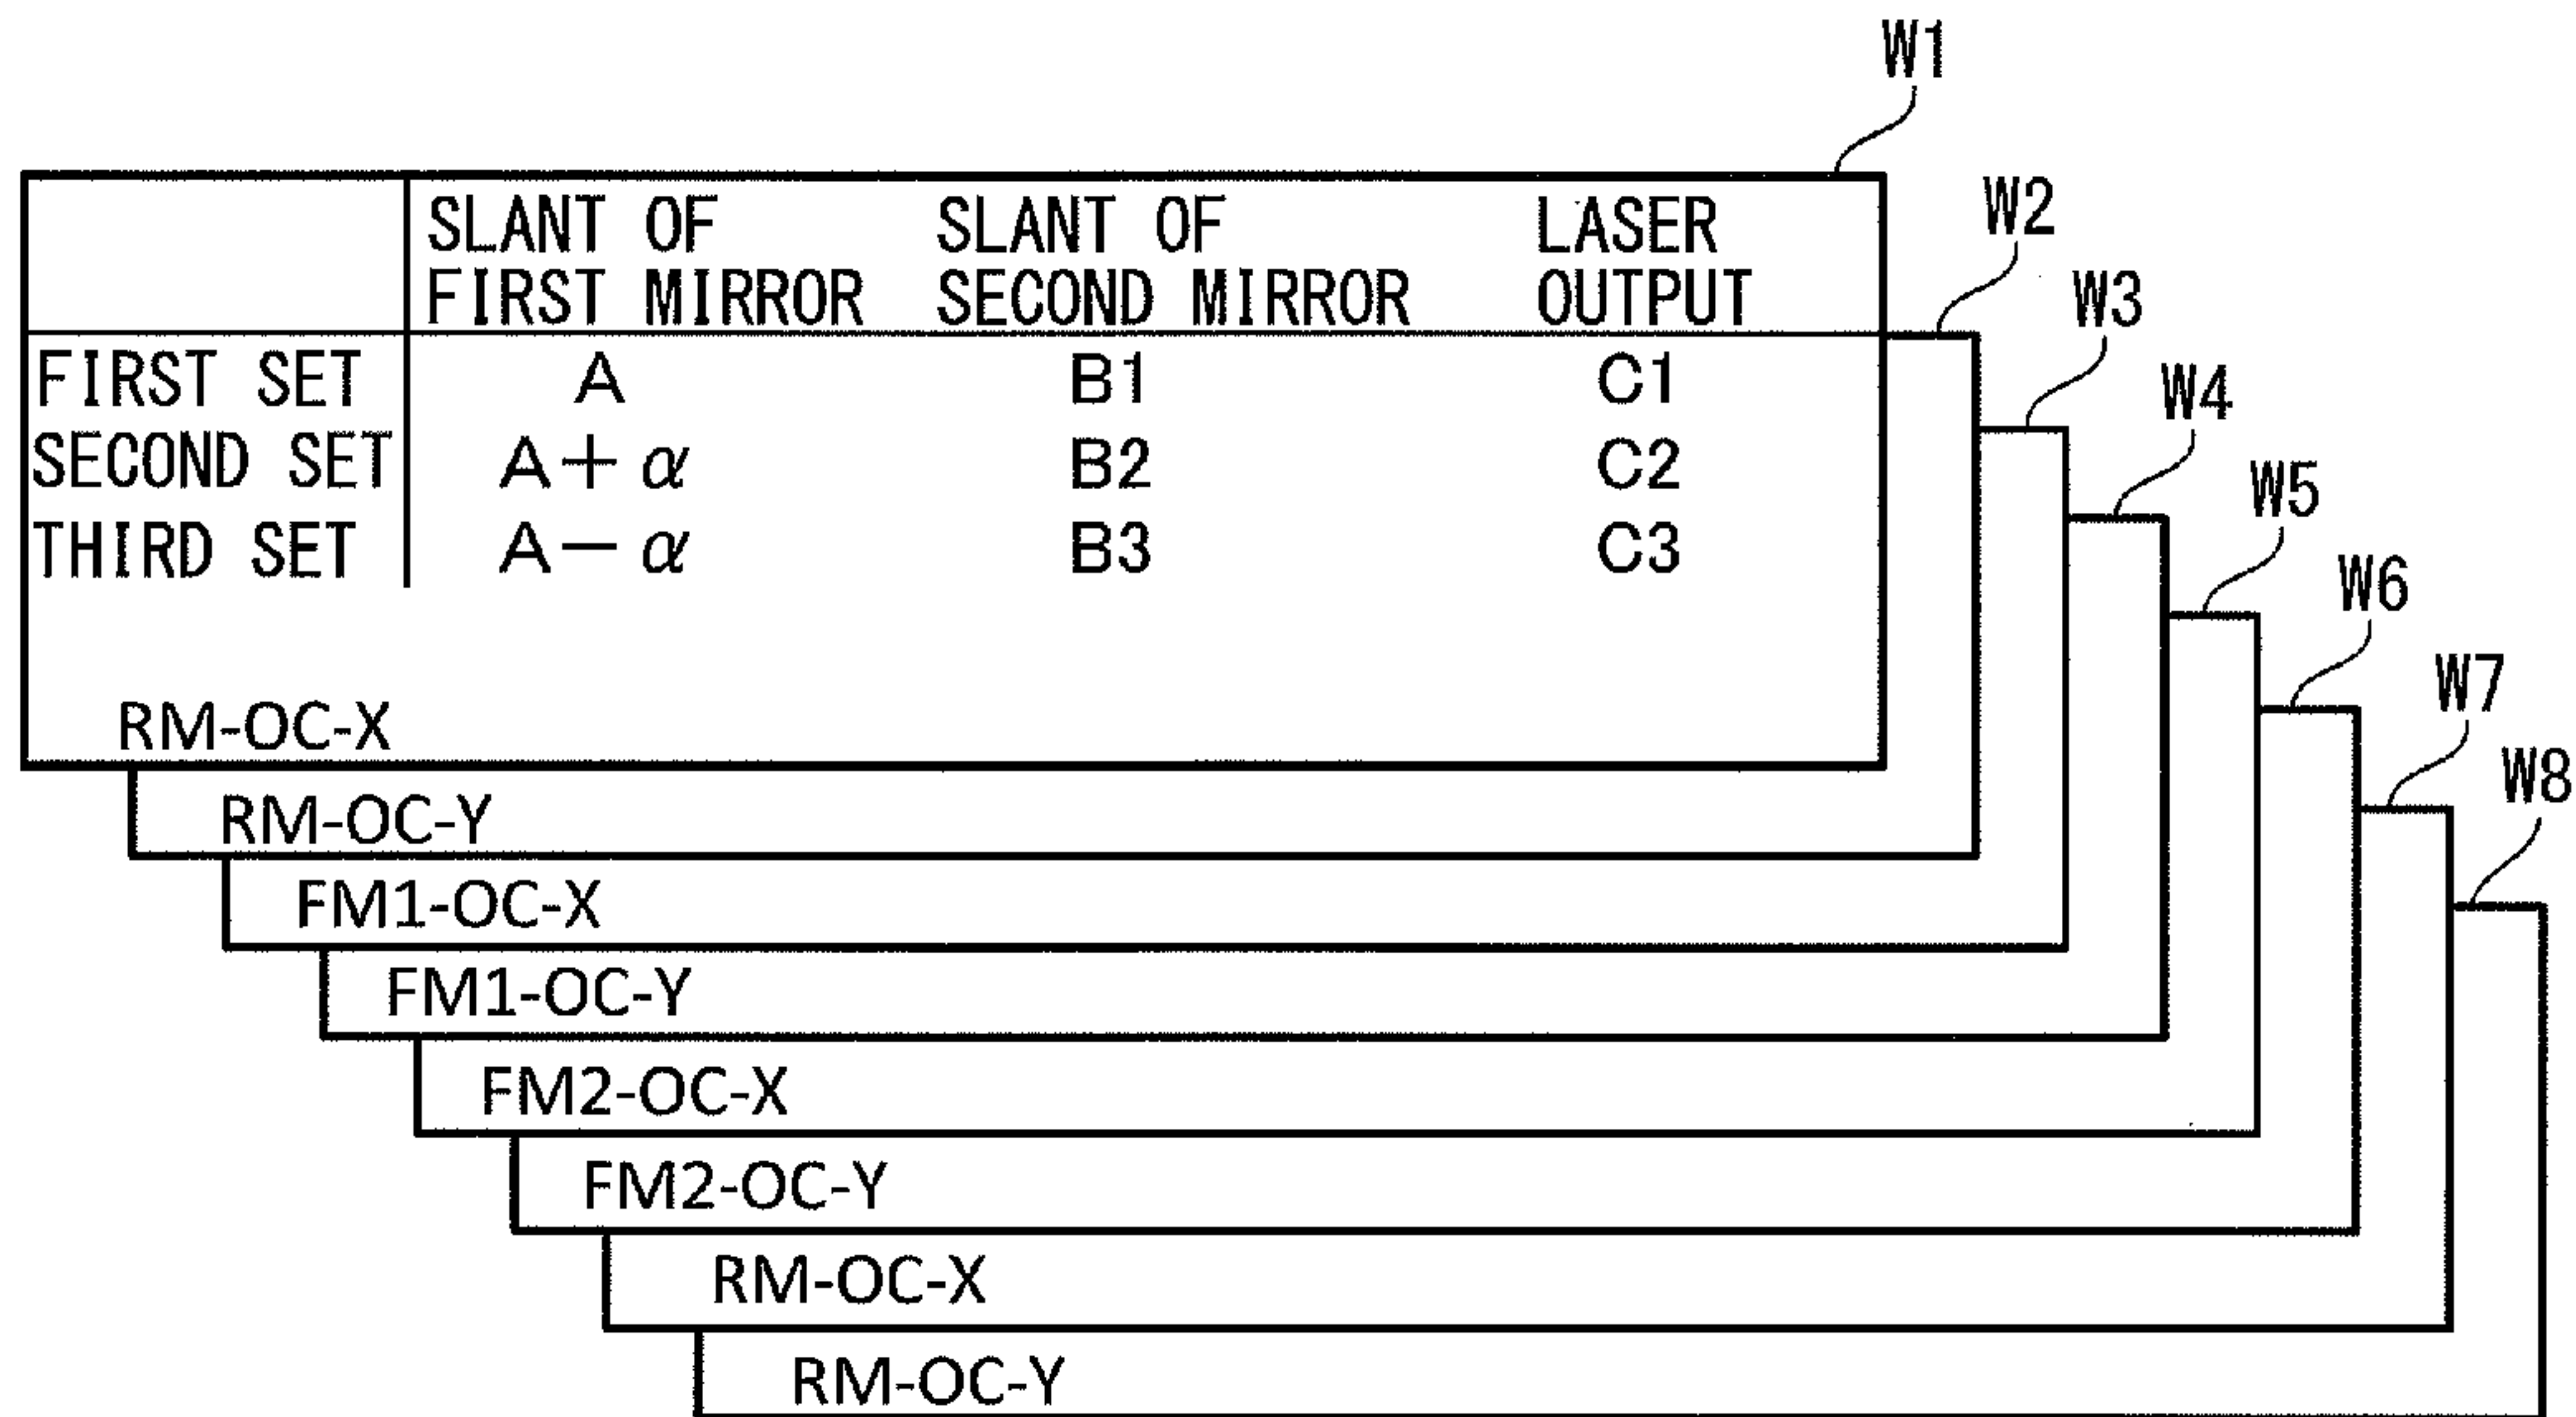 W1
W2
W3
W4
W5
W6
W7
W8
SLANT OF FIRST MIRROR SLANT OF SECOND MIRROR LASER OUTPUT
FIRST SET A B1 C1
SECOND SET A+α B2 C2
THIRD SET A−α B3 C3
RM-OC-X
RM-OC-Y
FM1-OC-X
FM1-OC-Y
FM2-OC-X
FM2-OC-Y
RM-OC-X
RM-OC-Y